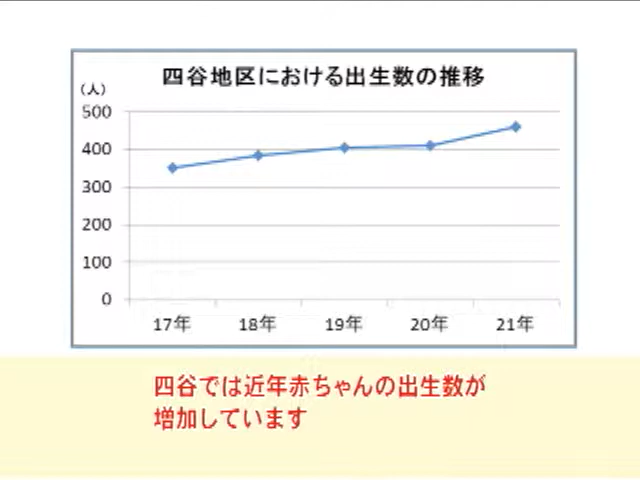 四谷地区における出生数の推移
(人)
500
400
300
200
100
0
17年 18年 19年 20年 21年
四谷では近年赤ちゃんの出生数が
増加しています